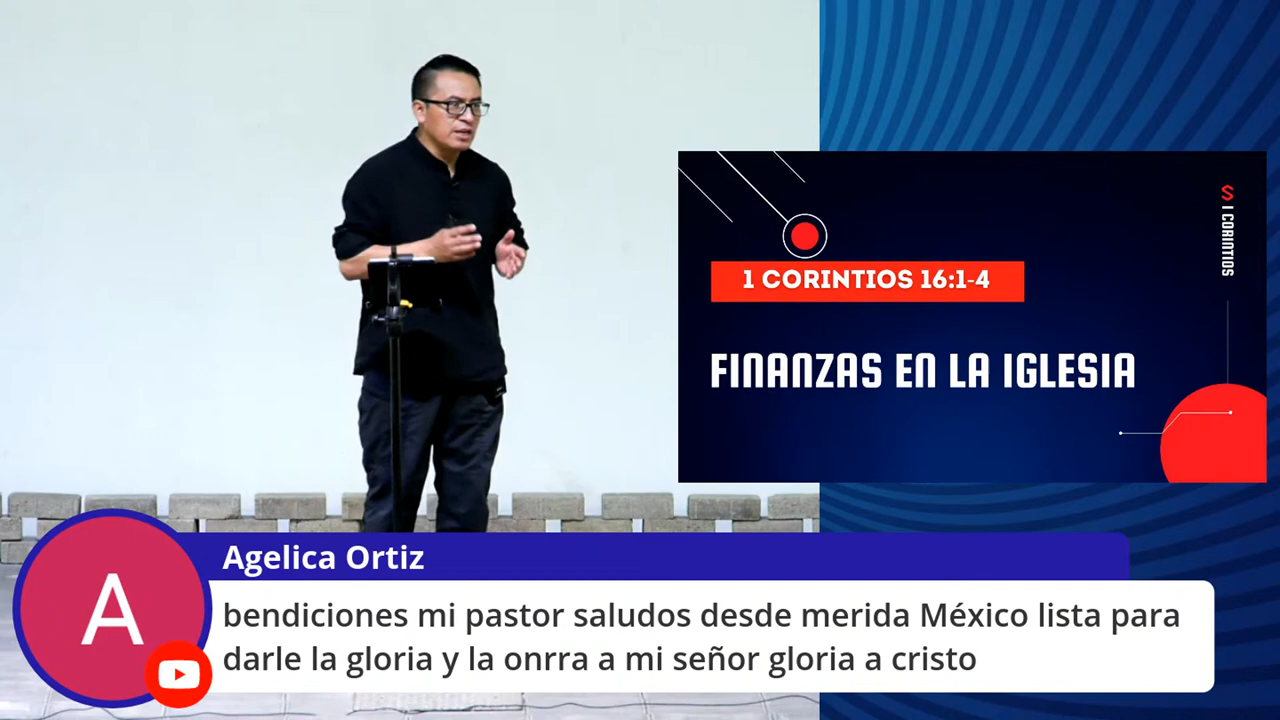 S I CORINTIOS
1 CORINTIOS 16:1-4
FINANZAS EN LA IGLESIA
A
Agelica Ortiz
bendiciones mi pastor saludos desde merida México lista para
darle la gloria y la onrra a mi señor gloria a cristo